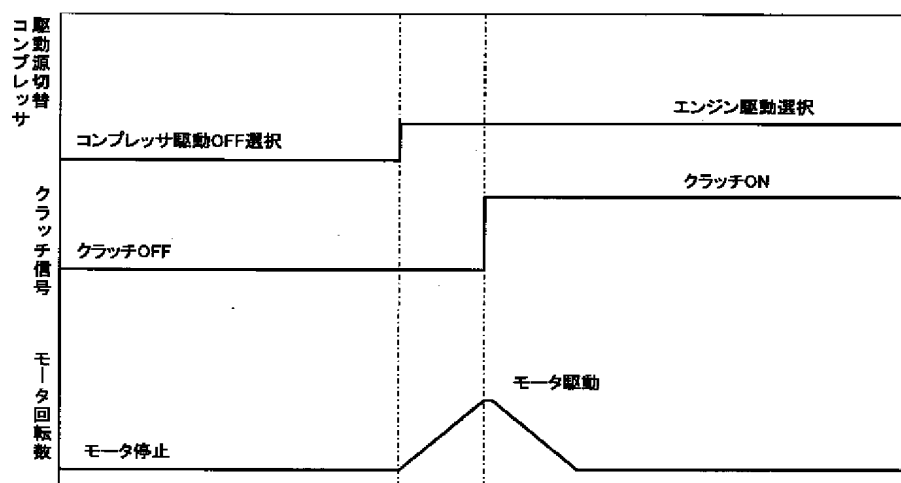 コンプレッサ
駆動源切替
コンプレッサ駆動OFF選択
エンジン駆動選択
クラッチ信号
クラッチOFF
クラッチON
モータ回転数
モータ停止
モータ駆動